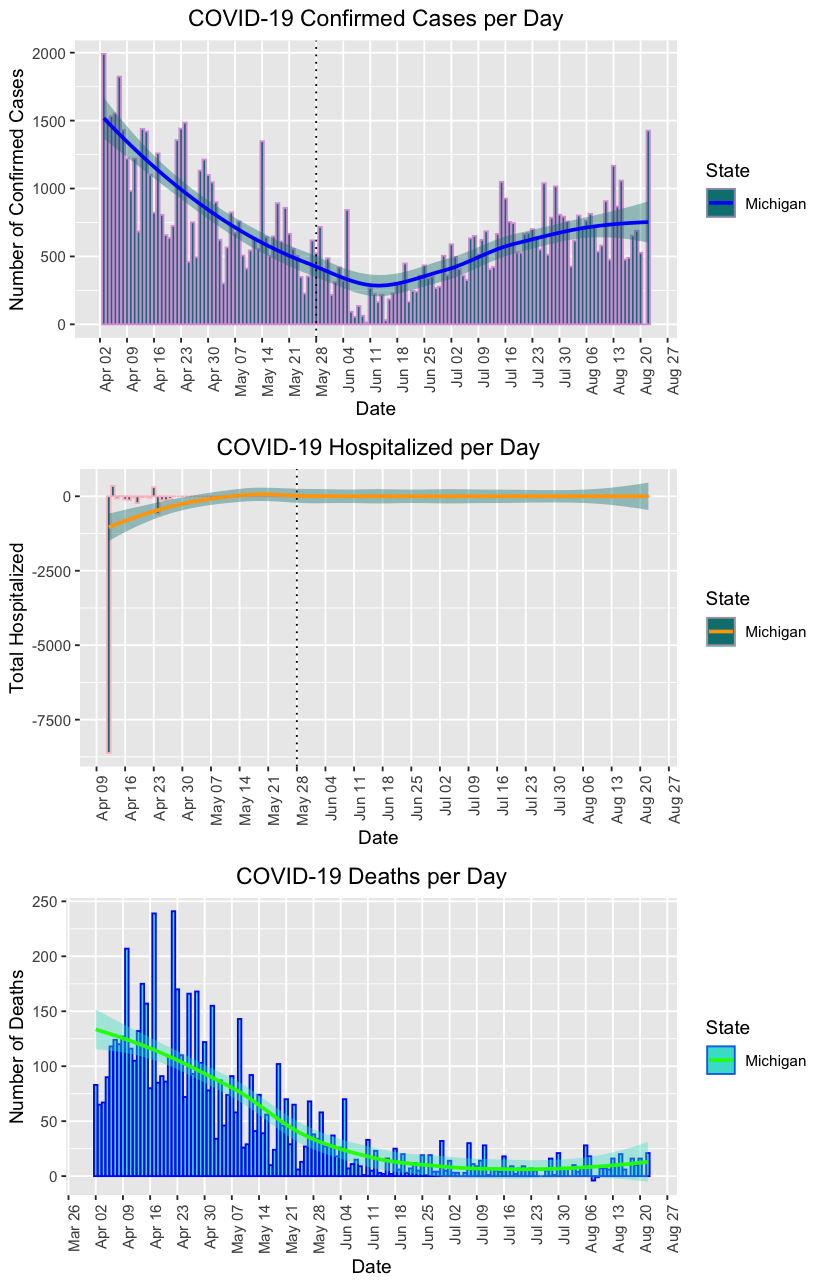 COVID-19 Confirmed Cases per Day
Number of Confirmed Cases
2000
1500
1000
500
0
Apr 02
Apr 09
Apr 16
Apr 23
Apr 30
May 07
May 14
May 21
May 28
Jun 04
Jun 11
Jun 18
Jun 25
Jul 02
Jul 09
Jul 16
Jul 23
Jul 30
Aug 06
Aug 13
Aug 20
Aug 27
Date
State
Michigan
COVID-19 Hospitalized per Day
Total Hospitalized
0
-2500
-5000
-7500
Apr 09
Apr 16
Apr 23
Apr 30
May 07
May 14
May 21
May 28
Jun 04
Jun 11
Jun 18
Jun 25
Jul 02
Jul 09
Jul 16
Jul 23
Jul 30
Aug 06
Aug 13
Aug 20
Aug 27
Date
State
Michigan
COVID-19 Deaths per Day
Number of Deaths
250
200
150
100
50
0
Mar 26
Apr 02
Apr 09
Apr 16
Apr 23
Apr 30
May 07
May 14
May 21
May 28
Jun 04
Jun 11
Jun 18
Jun 25
Jul 02
Jul 09
Jul 16
Jul 23
Jul 30
Aug 06
Aug 13
Aug 20
Aug 27
Date
State
Michigan